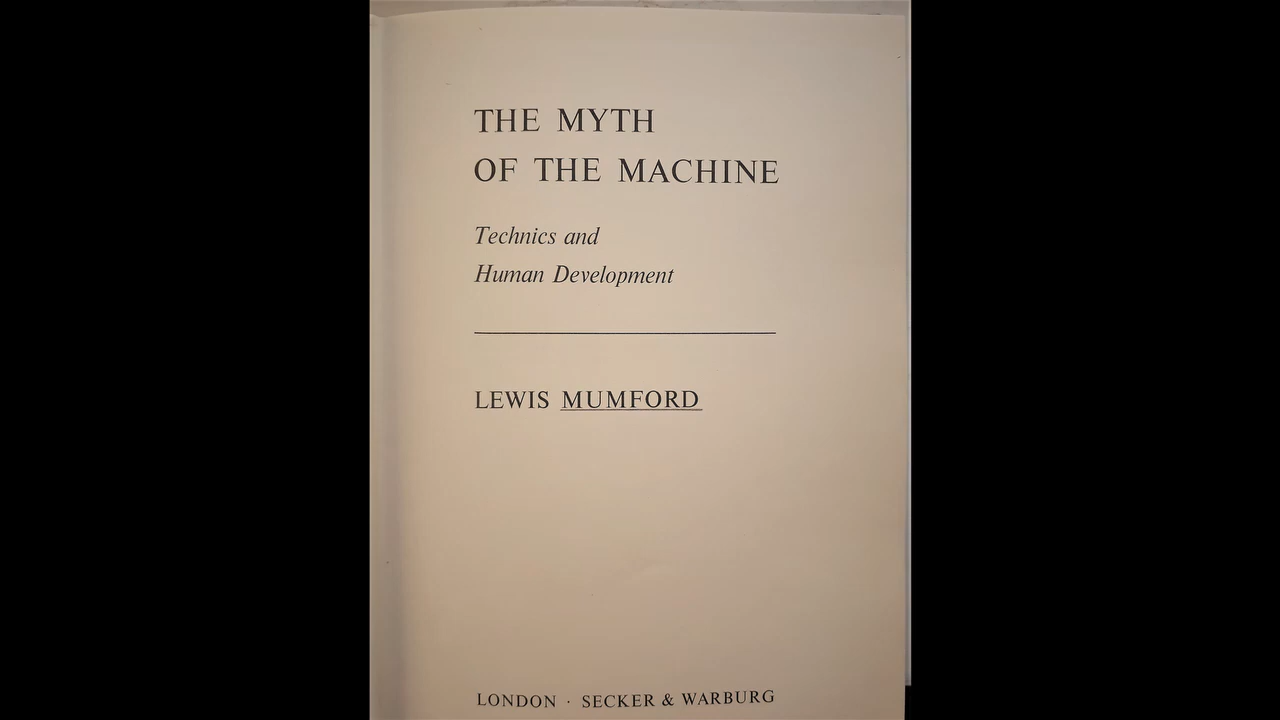 THE MYTH
OF THE MACHINE
Technics and
Human Development
LEWIS MUMFORD
LONDON · SECKER & WARBURG